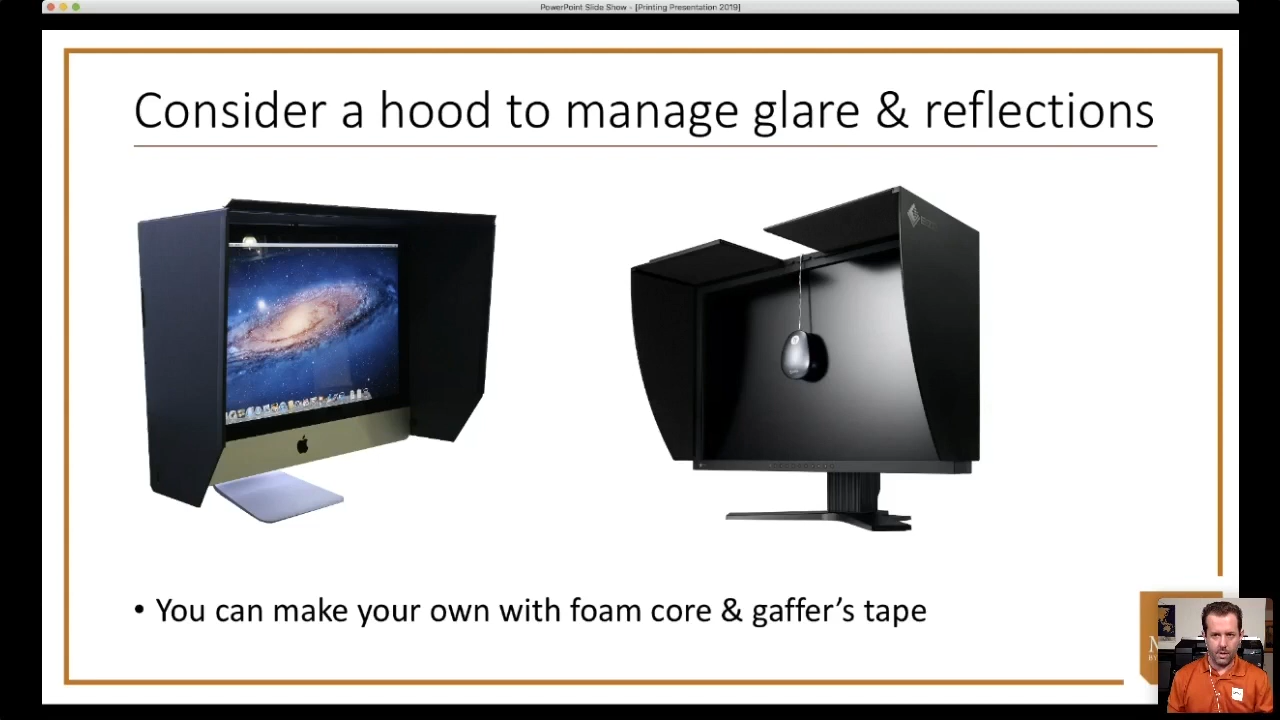 PowerPoint Slide Show - [Printing Presentation 2019]
Consider a hood to manage glare & reflections
• You can make your own with foam core & gaffer’s tape